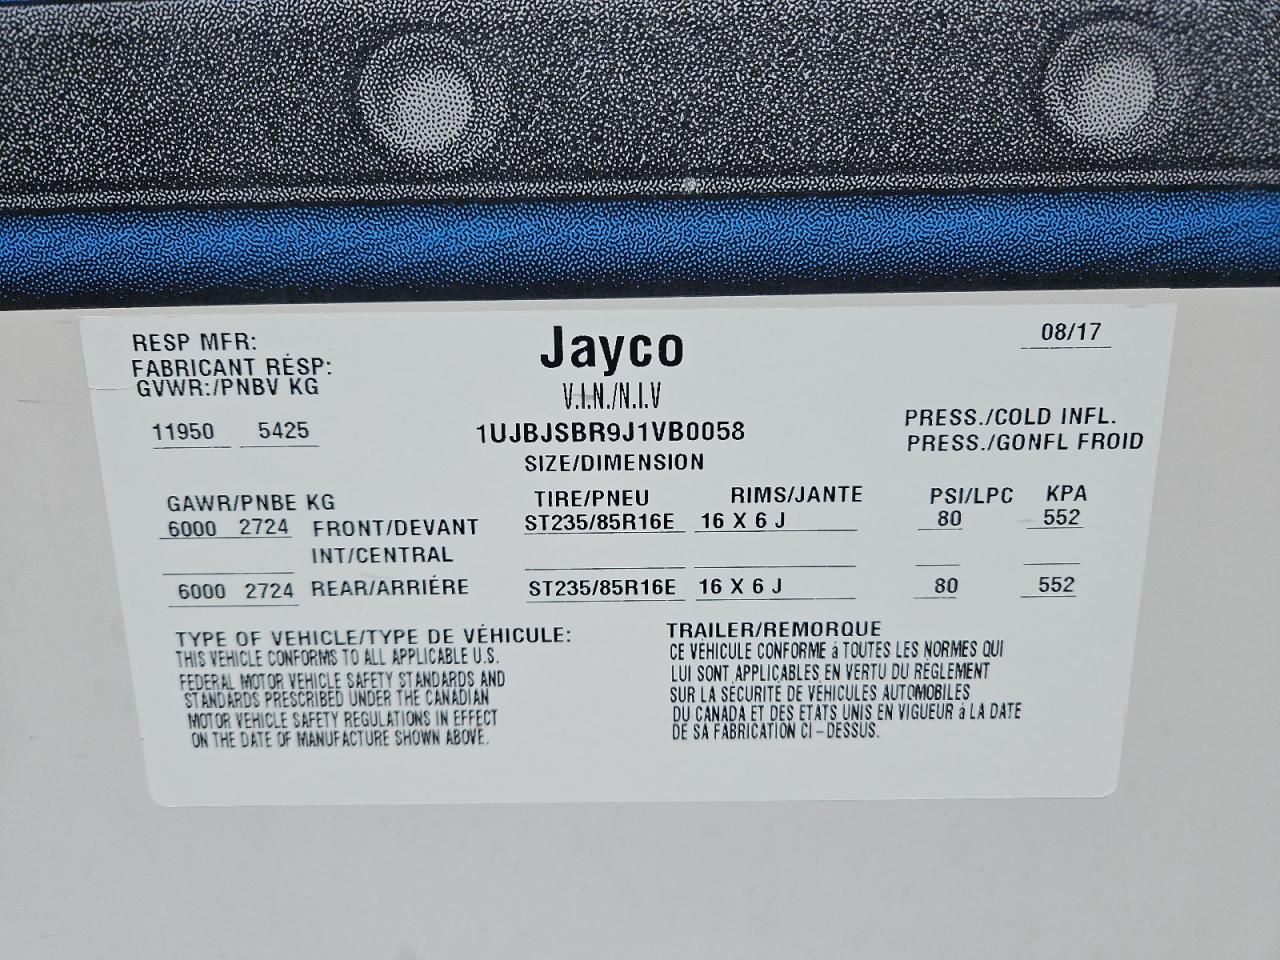 RESP MFR:
Jayco
08/17
FABRICANT RÉSP:
GVWR:/PNBV KG
V.I.N./N.I.V
11950 5425
1UJBJSBR9J1VB0058
PRESS./COLD INFL.
PRESS./GONFL FROID
SIZE/DIMENSION
GAWR/PNBE KG
TIRE/PNEU RIMS/JANTE PSI/LPC KPA
6000 2724 FRONT/DEVANT ST235/85R16E 16 X 6 J 80 552
INT/CENTRAL
6000 2724 REAR/ARRIÉRE ST235/85R16E 16 X 6 J 80 552
TYPE OF VEHICLE/TYPE DE VÉHICULE: TRAILER/REMORQUE
THIS VEHICLE CONFORMS TO ALL APPLICABLE U.S.
FEDERAL MOTOR VEHICLE SAFETY STANDARDS AND
STANDARDS PRESCRIBED UNDER THE CANADIAN
MOTOR VEHICLE SAFETY REGULATIONS IN EFFECT
ON THE DATE OF MANUFACTURE SHOWN ABOVE.
CE VÉHICULE CONFORME à TOUTES LES NORMES QUI
LUI SONT APPLICABLES EN VERTU DU RÉGLEMENT
SUR LA SÉCURITÉ DE VÉHICULES AUTOMOBILES
DU CANADA ET DES ETATS UNIS EN VIGUEUR à LA DATE
DE SA FABRICATION CI-DESSUS.